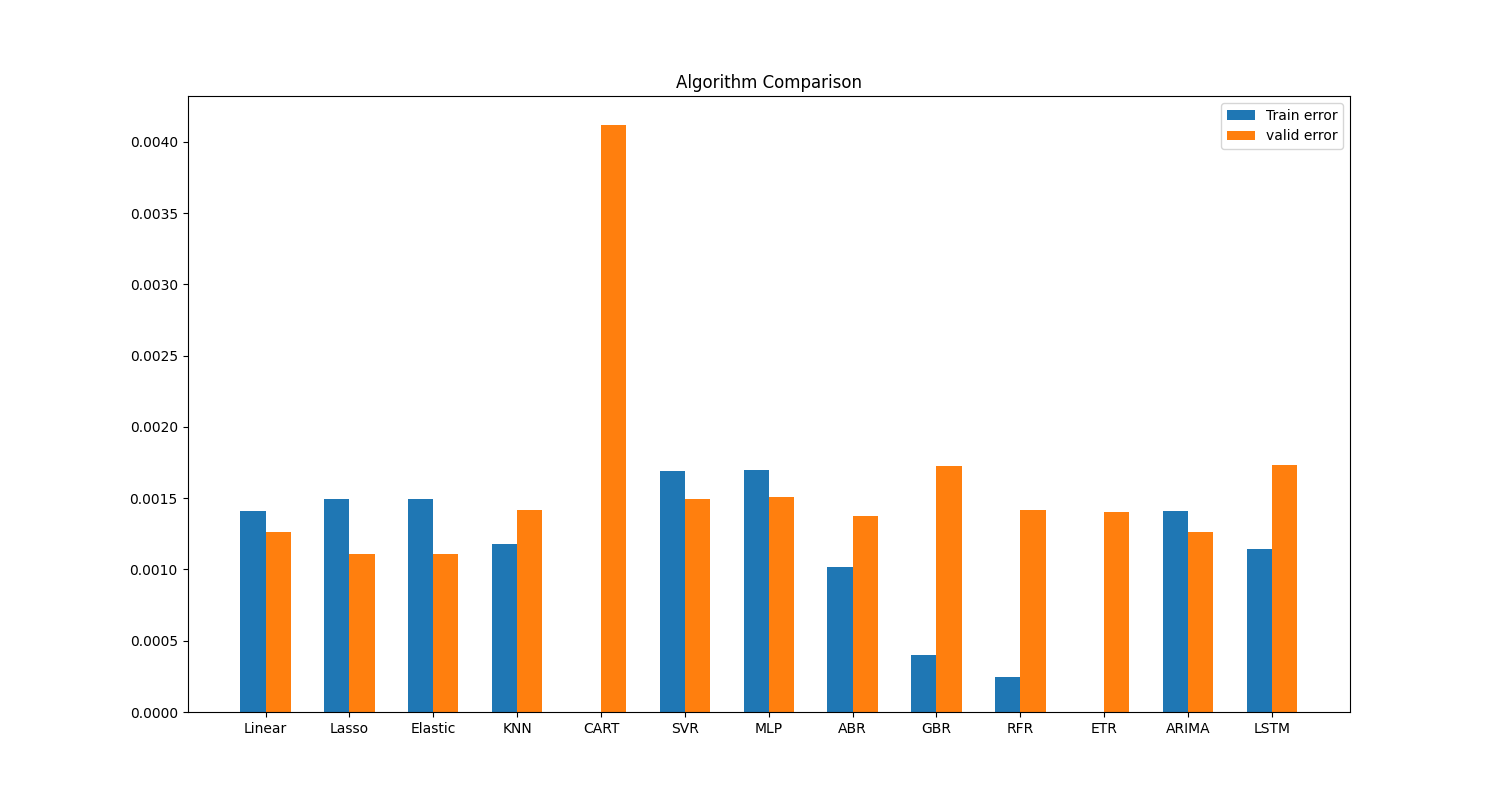 Algorithm Comparison
Train error
valid error
0.0040
0.0035
0.0030
0.0025
0.0020
0.0015
0.0010
0.0005
0.0000
Linear Lasso Elastic KNN CART SVR MLP ABR GBR RFR ETR ARIMA LSTM